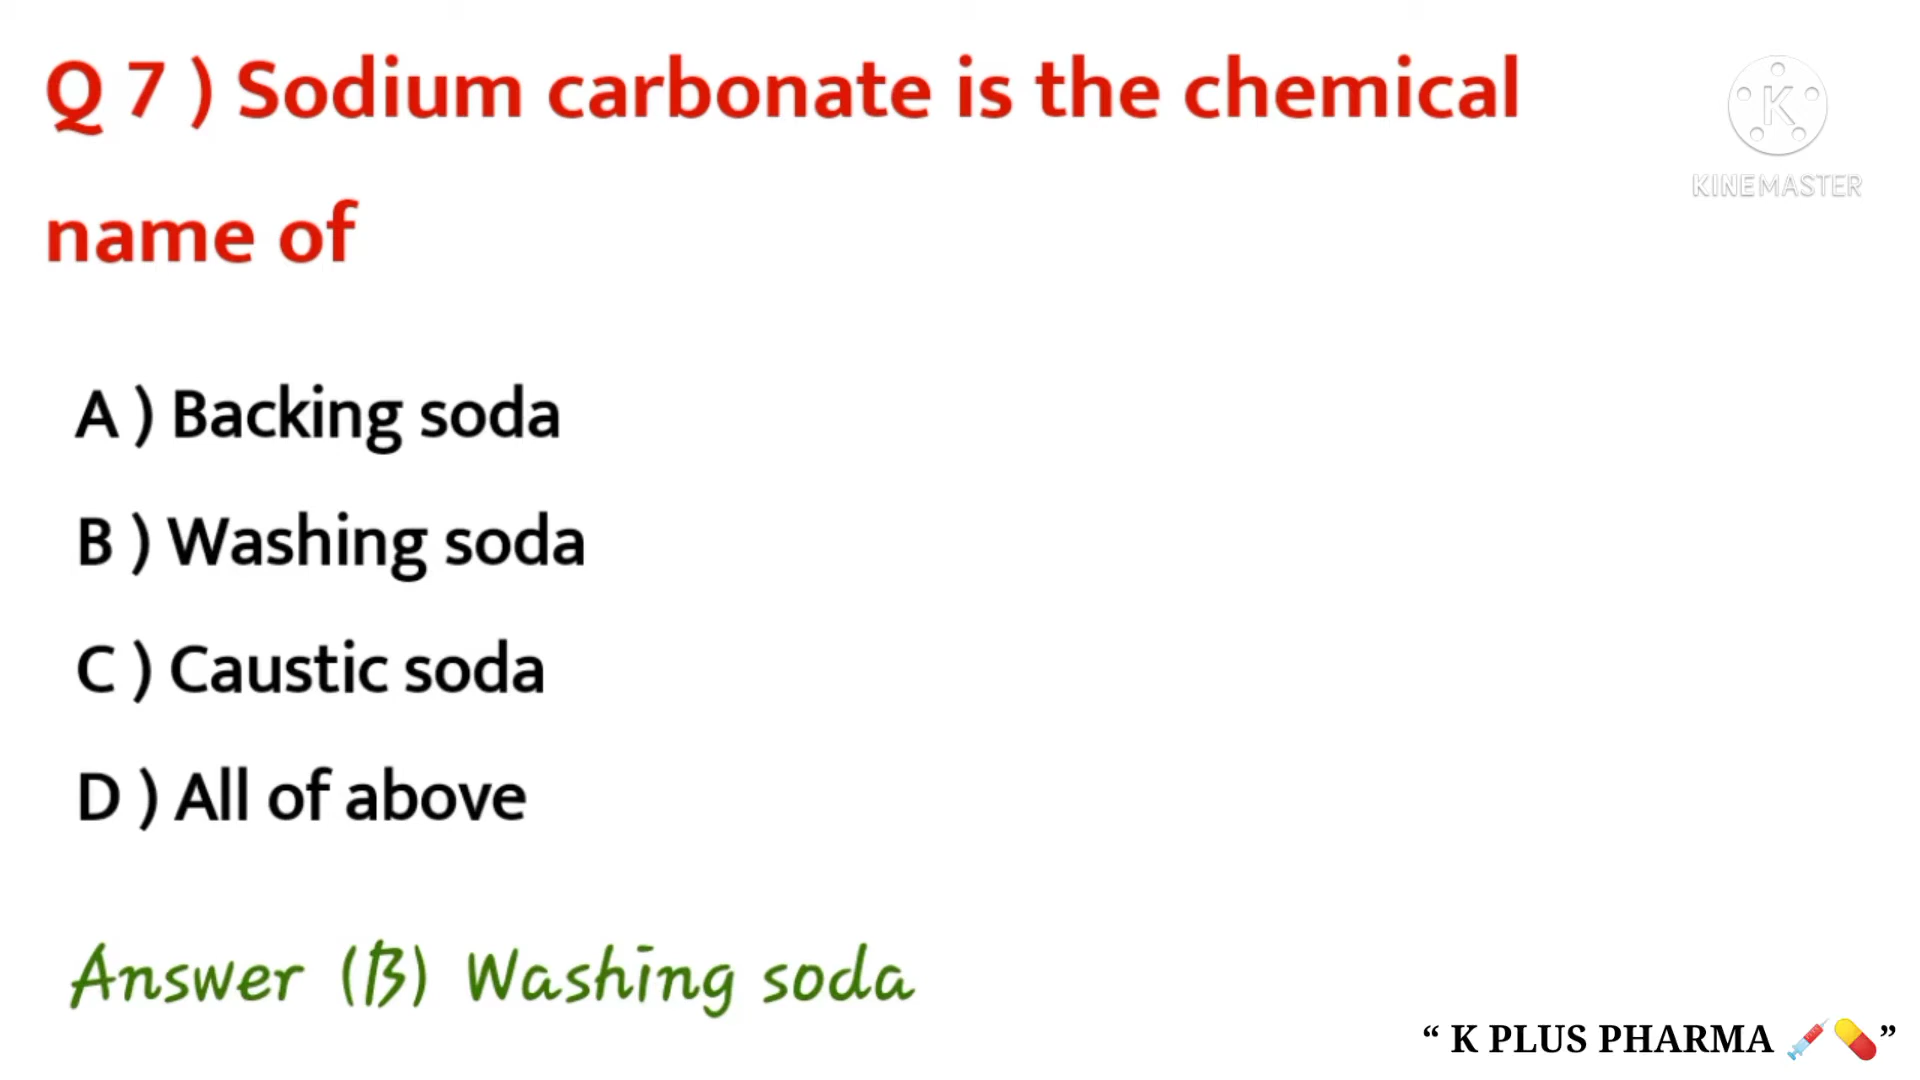 Q 7 ) Sodium carbonate is the chemical
name of
KINEMASTER
A ) Backing soda
B ) Washing soda
C ) Caustic soda
D ) All of above
Answer (B) Washing soda
“ K PLUS PHARMA 💉💊”